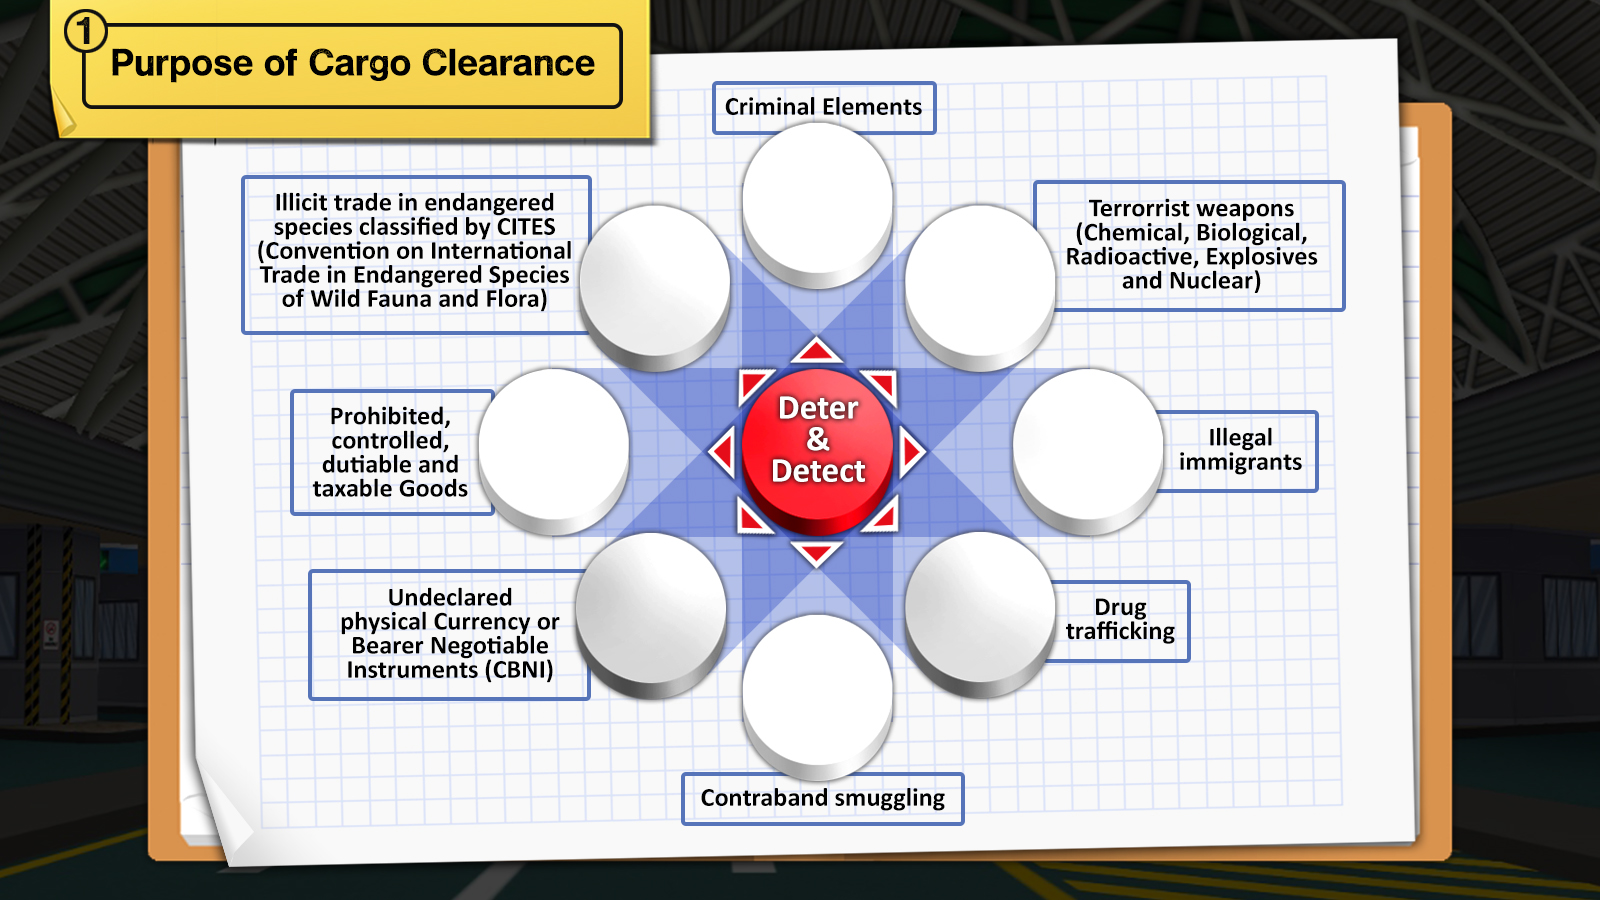 1
Purpose of Cargo Clearance
Criminal Elements
Illicit trade in endangered
species classified by CITES
(Convention on International
Trade in Endangered Species
of Wild Fauna and Flora)
Terrorrist weapons
(Chemical, Biological,
Radioactive, Explosives
and Nuclear)
Prohibited,
controlled,
dutiable and
taxable Goods
Deter
&
Detect
Illegal
immigrants
Undeclared
physical Currency or
Bearer Negotiable
Instruments (CBNI)
Drug
trafficking
Contraband smuggling